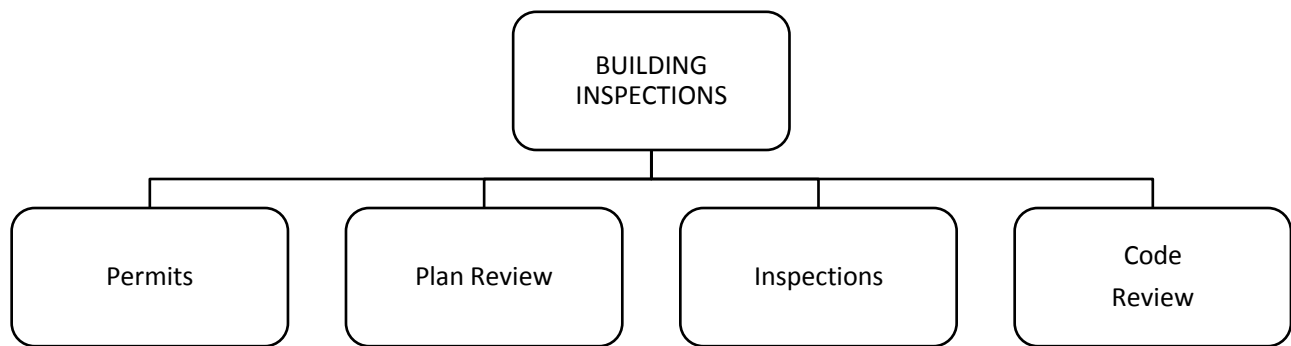 BUILDING
INSPECTIONS
Permits
Plan Review
Inspections
Code
Review